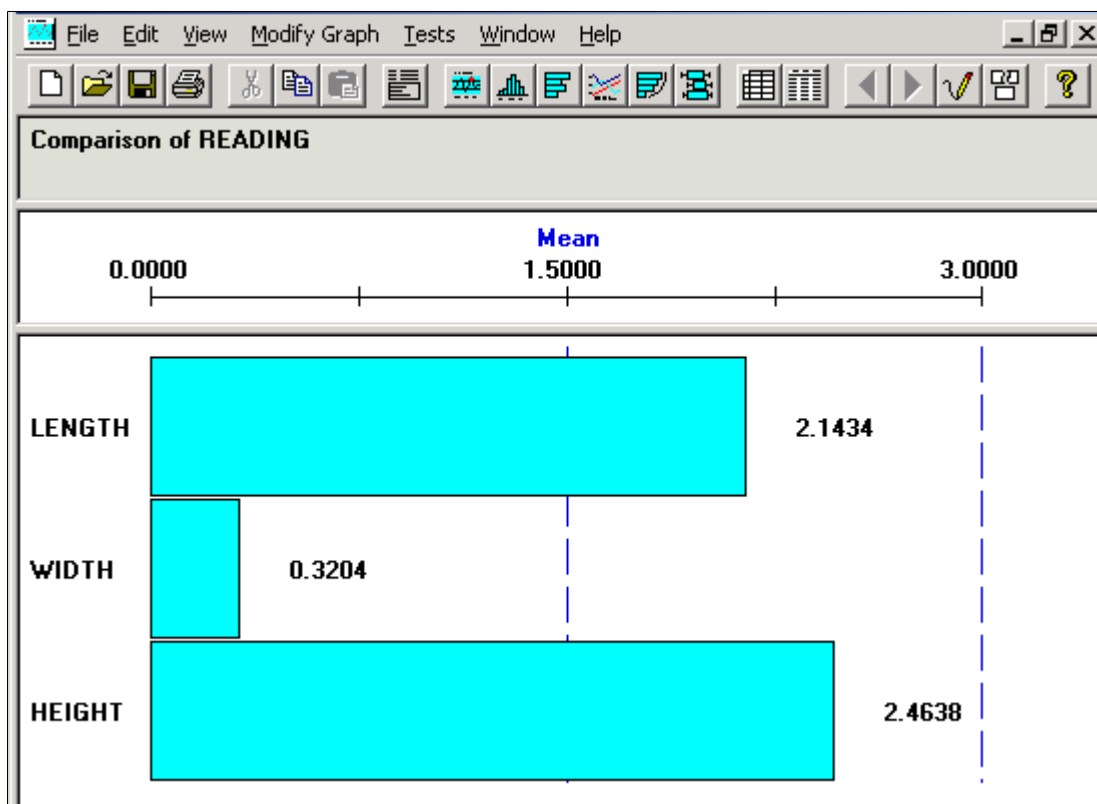 File Edit View Modify Graph Tests Window Help
Comparison of READING
Mean
0.0000 1.5000 3.0000
LENGTH 2.1434
WIDTH 0.3204
HEIGHT 2.4638